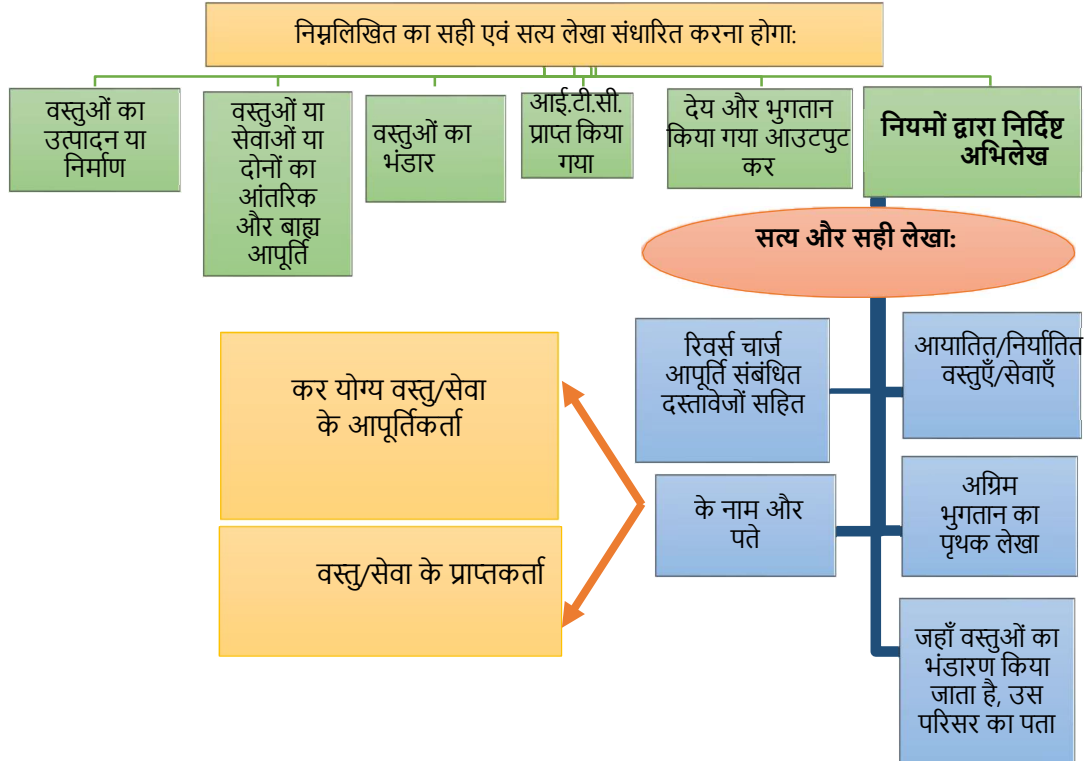 निम्नलिखित का सही एवं सत्य लेखा संधारित करना होगा:
वस्तुओं का
उत्पादन या
निर्माण
वस्तुओं या
सेवाओं या
दोनों का
आंतरिक
और बाह्य
आपूर्ति
वस्तुओं का
भंडार
आई.टी.सी.
प्राप्त किया
गया
देय और भुगतान
किया गया आउटपुट
कर
नियमों द्वारा निर्दिष्ट
अभिलेख
सत्य और सही लेखा:
रिवर्स चार्ज
आपूर्ति संबंधित
दस्तावेजों सहित
आयातित/निर्यातित
वस्तुएँ/सेवाएँ
कर योग्य वस्तु/सेवा
के आपूर्तिकर्ता
के नाम और
पते
अग्रिम
भुगतान का
पृथक लेखा
वस्तु/सेवा के प्राप्तकर्ता
जहाँ वस्तुओं का
भंडारण किया
जाता है, उस
परिसर का पता